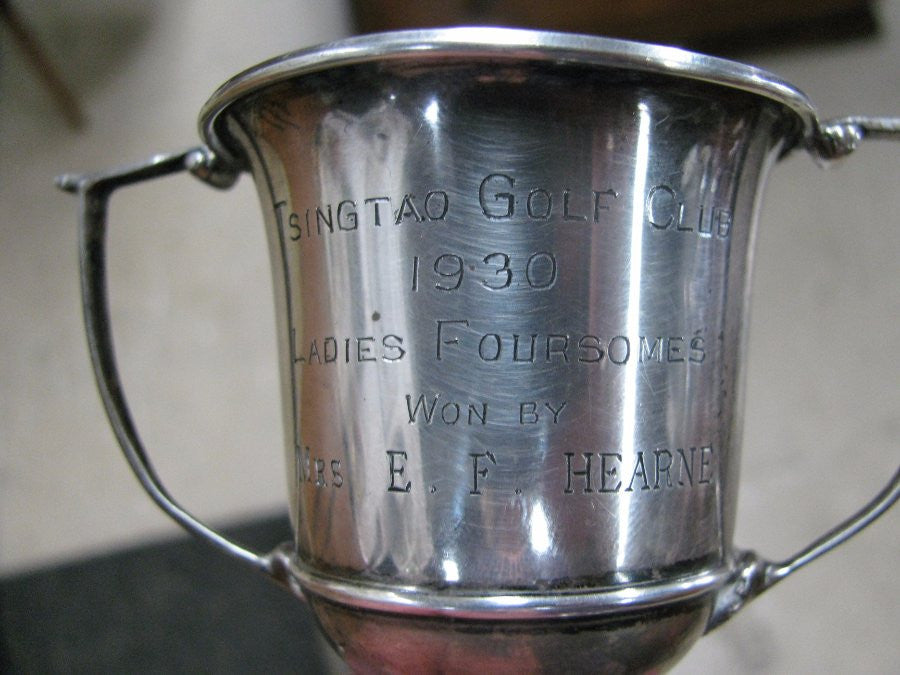 TSINGTAO GOLF CLUB
1930
LADIES FOURSOMES
WON BY
MRS E. F. HEARNE